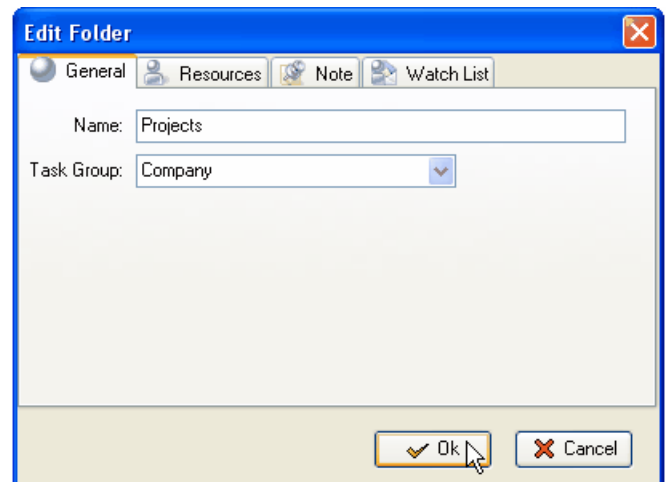 Edit Folder
General Resources Note Watch List
Name: Projects
Task Group: Company
Ok Cancel